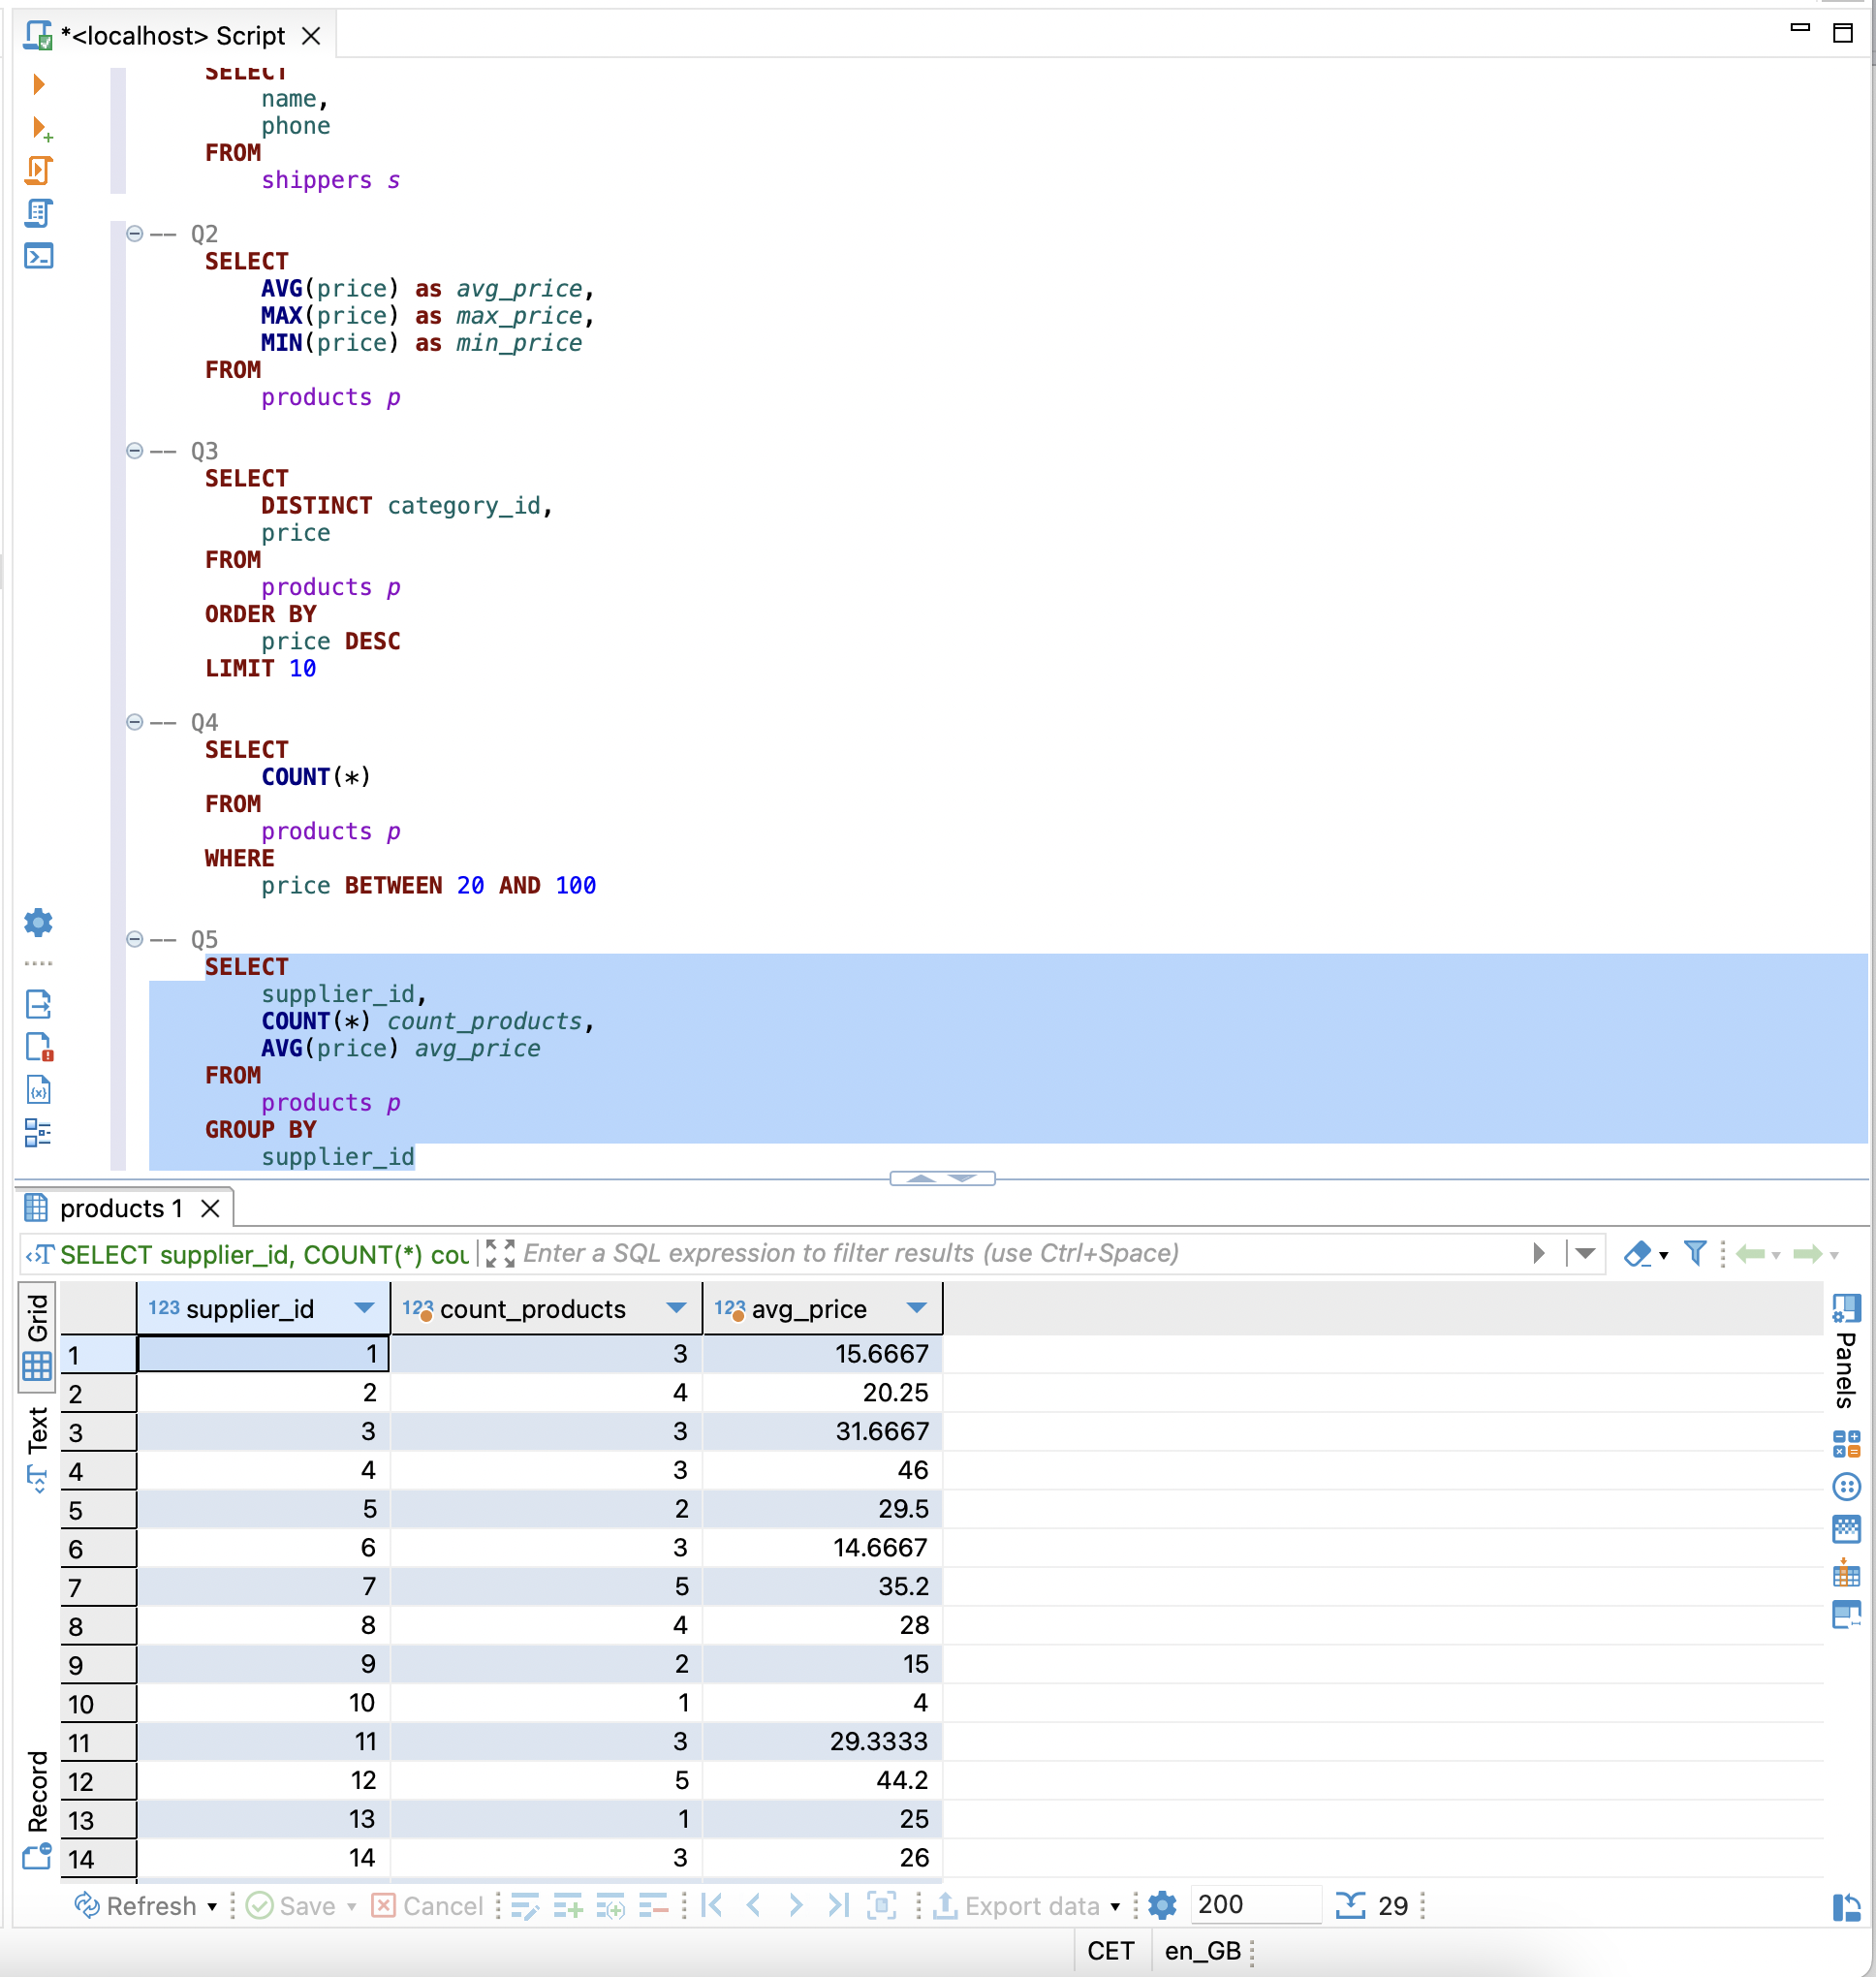 *<localhost> Script
SELECT
name,
phone
FROM
shippers s
-- Q2
SELECT
AVG(price) as avg_price,
MAX(price) as max_price,
MIN(price) as min_price
FROM
products p
-- Q3
SELECT
DISTINCT category_id,
price
FROM
products p
ORDER BY
price DESC
LIMIT 10
-- Q4
SELECT
COUNT(*)
FROM
products p
WHERE
price BETWEEN 20 AND 100
-- Q5
SELECT
supplier_id,
COUNT(*) count_products,
AVG(price) avg_price
FROM
products p
GROUP BY
supplier_id
products 1
SELECT supplier_id, COUNT(*) cou Enter a SQL expression to filter results (use Ctrl+Space)
Grid
Text
Record
Panels
123 supplier_id 123 count_products 123 avg_price
1 1 3 15.6667
2 2 4 20.25
3 3 3 31.6667
4 4 3 46
5 5 2 29.5
6 6 3 14.6667
7 7 5 35.2
8 8 4 28
9 9 2 15
10 10 1 4
11 11 3 29.3333
12 12 5 44.2
13 13 1 25
14 14 3 26
Refresh Save Cancel Export data 200 29
CET en_GB